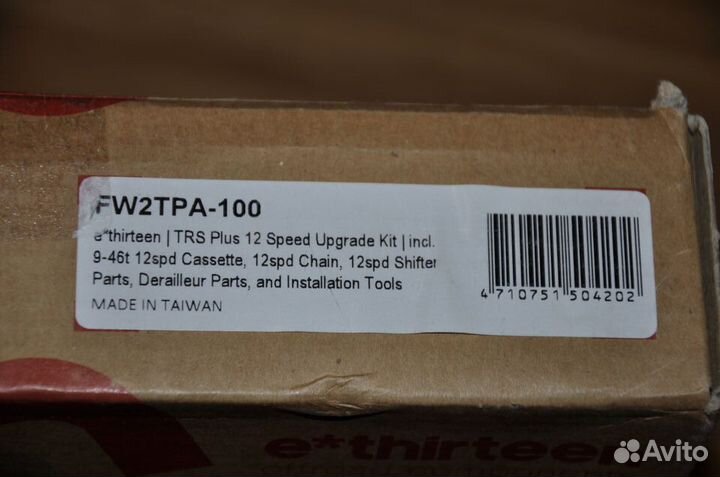 FW2TPA-100
e*thirteen | TRS Plus 12 Speed Upgrade Kit | incl.
9-46t 12spd Cassette, 12spd Chain, 12spd Shifter
Parts, Derailleur Parts, and Installation Tools
MADE IN TAIWAN
4 710751 504202
e*thirteen
Avito